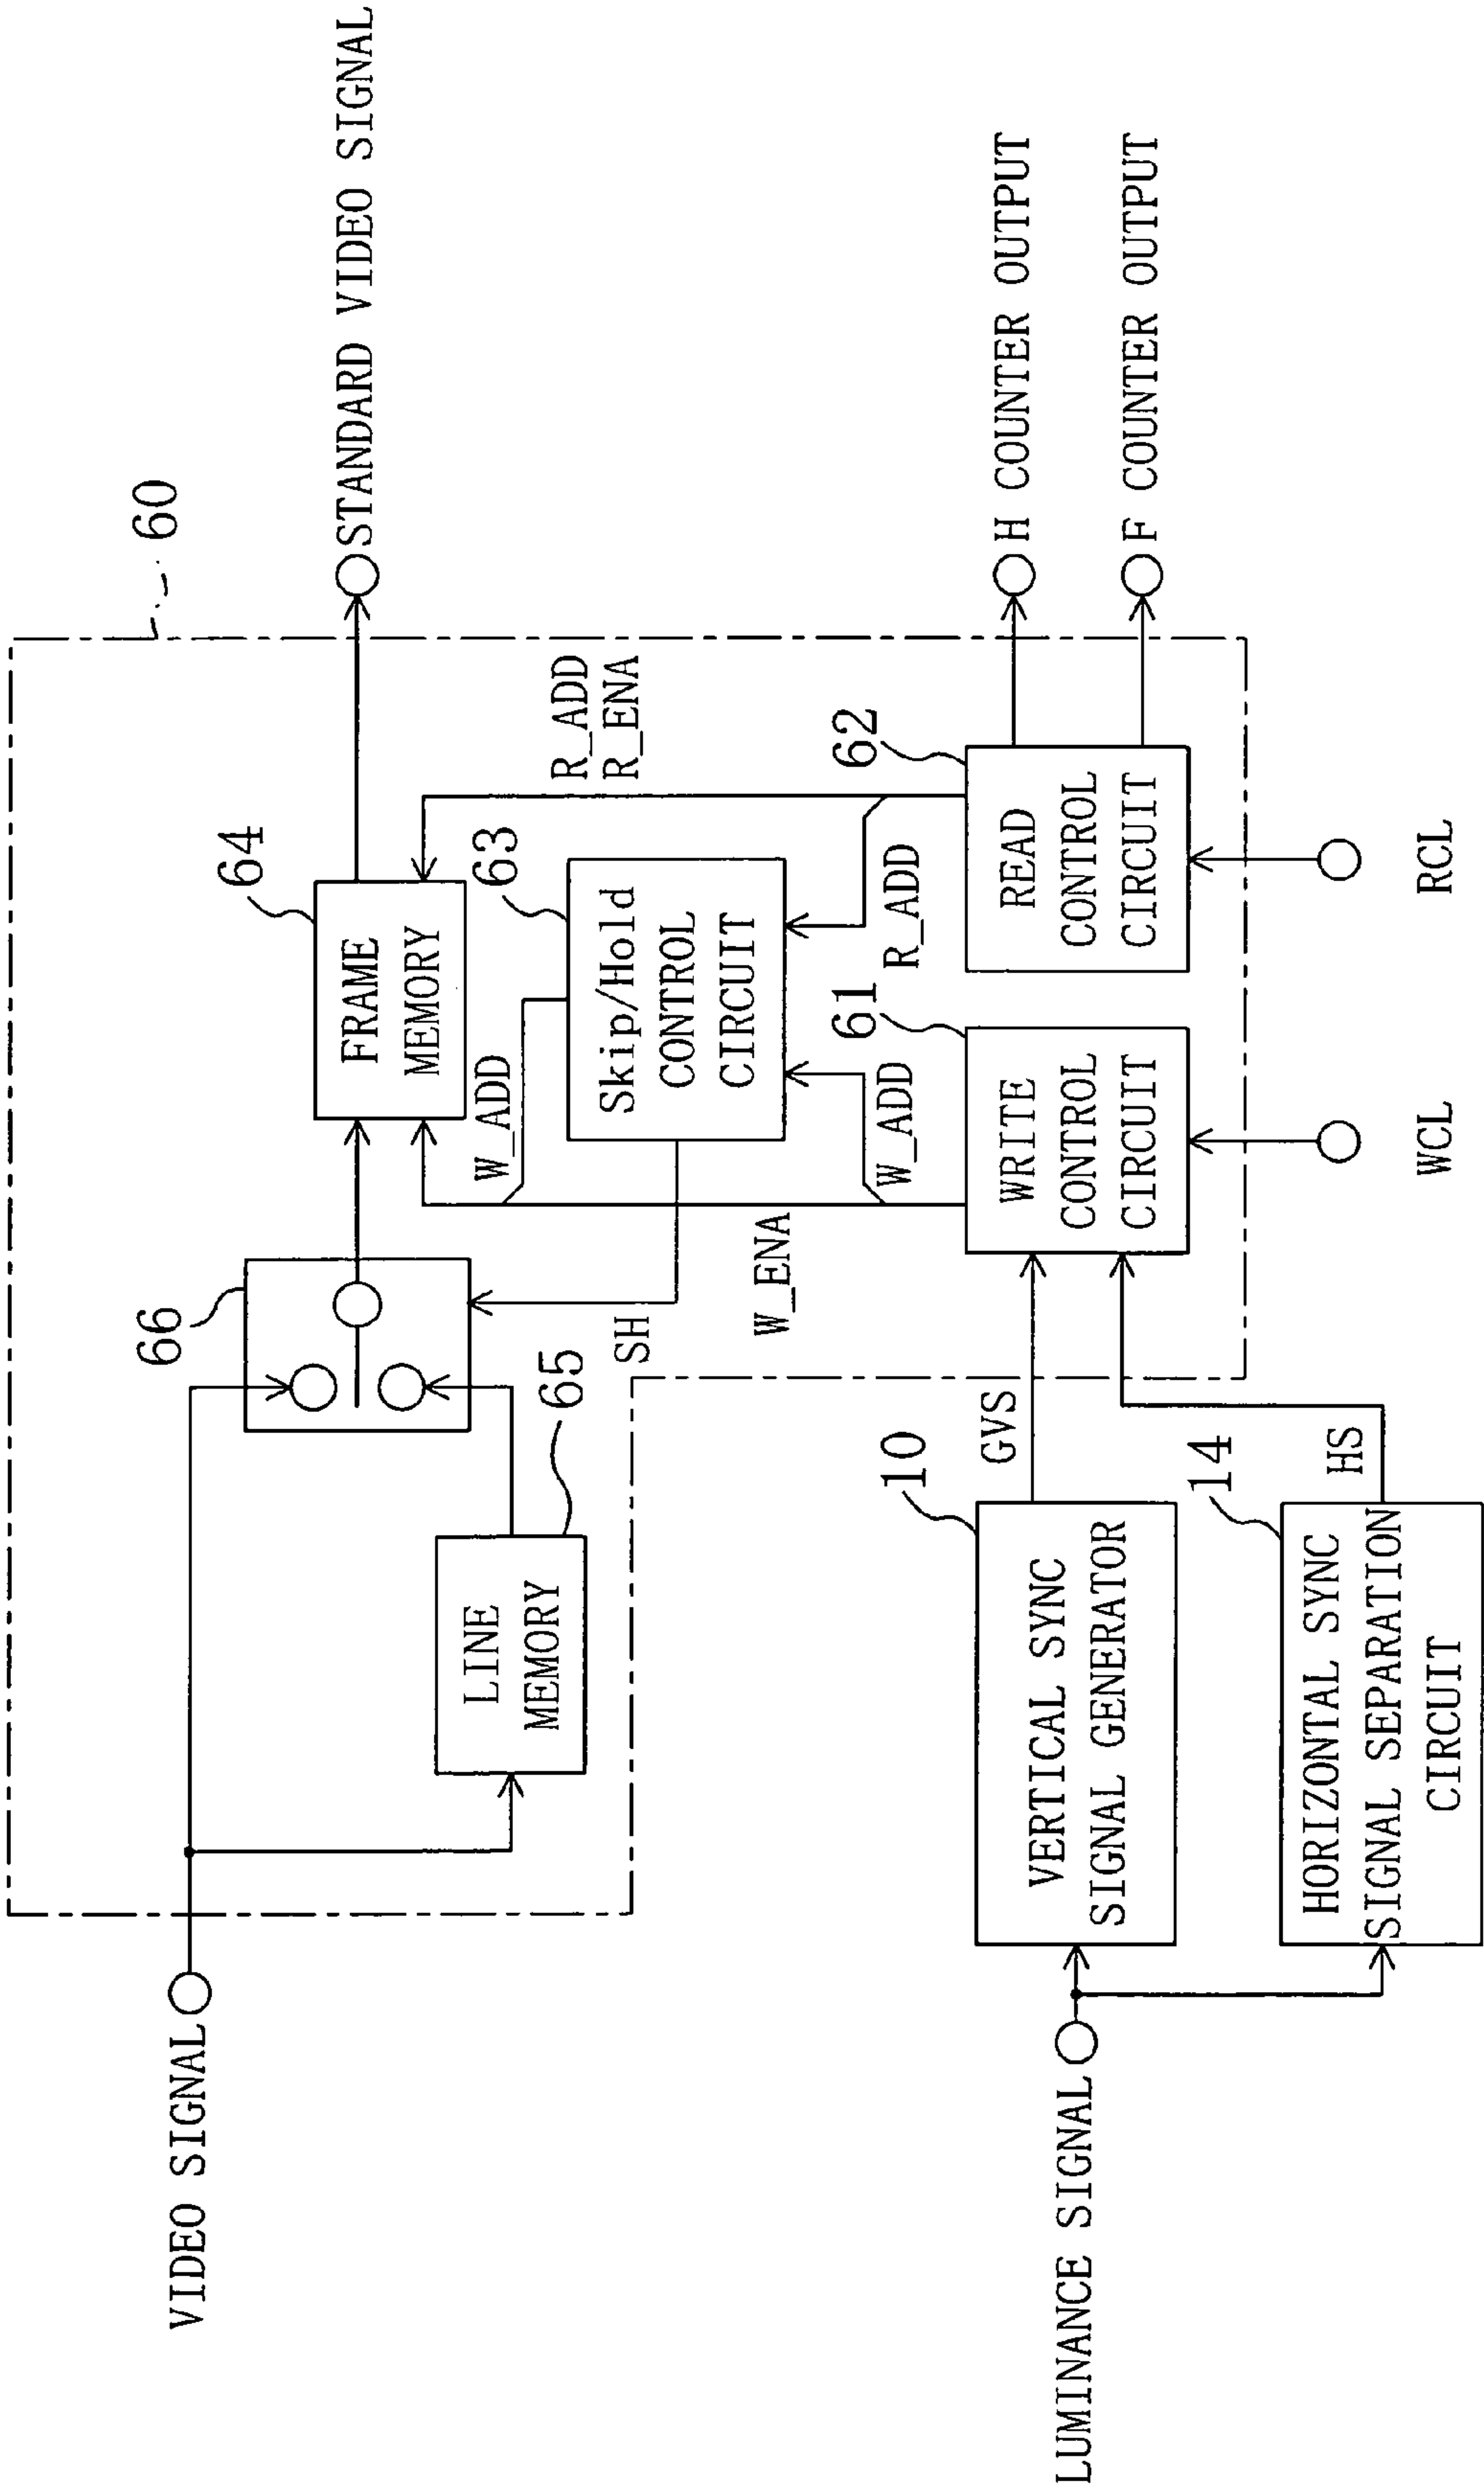 60
VIDEO SIGNAL
66
64
STANDARD VIDEO SIGNAL
FRAME
MEMORY
LINE
MEMORY
65
SH
W_ADD
63
Skip/Hold
CONTROL
CIRCUIT
R_ADD
R_ENA
W_ENA
W_ADD
R_ADD
61
62
LUMINANCE SIGNAL
10
VERTICAL SYNC
SIGNAL GENERATOR
GVS
WRITE
CONTROL
CIRCUIT
READ
CONTROL
CIRCUIT
H COUNTER OUTPUT
F COUNTER OUTPUT
14
HORIZONTAL SYNC
SIGNAL SEPARATION
CIRCUIT
HS
WCL
RCL